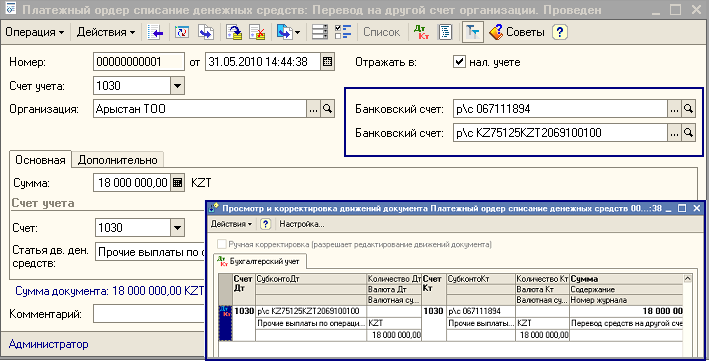 Платежный ордер списание денежных средств: Перевод на другой счет организации. Проведен
Операция Действия Список Дт Кт Советы
Номер: 00000000001 от 31.05.2010 14:44:38 Отражать в: нал. учете
Счет учета: 1030
Организация: Арыстан ТОО ... Банковский счет: р\с 067111894 ...
Банковский счет: р\с KZ75125KZT2069100100 ...
Основная Дополнительно
Сумма: 18 000 000,00 KZT
Счет учета
Счет: 1030
Статья дв. ден. средств: Прочие выплаты по о
Сумма документа: 18 000 000,00 KZT
Комментарий:
Администратор
Просмотр и корректировка движений документа Платежный ордер списание денежных средств 00...:38
Действия ? Настройка...
Ручная корректировка (разрешает редактирование движений документа)
Дт Кт Бухгалтерский учет
Счет Дт СубконтоДт Количество Дт Счет Кт СубконтоКт Количество Кт Сумма
Валюта Дт Валюта Кт Содержание
Валютная су... Валютная су... Номер журнала
1030 р\с KZ75125KZT2069100100 1030 р\с 067111894 18 000 00
Прочие выплаты по операци... KZT Прочие выплаты... KZT Перевод средств на другой сче
18 000 000,00 18 000 000,00